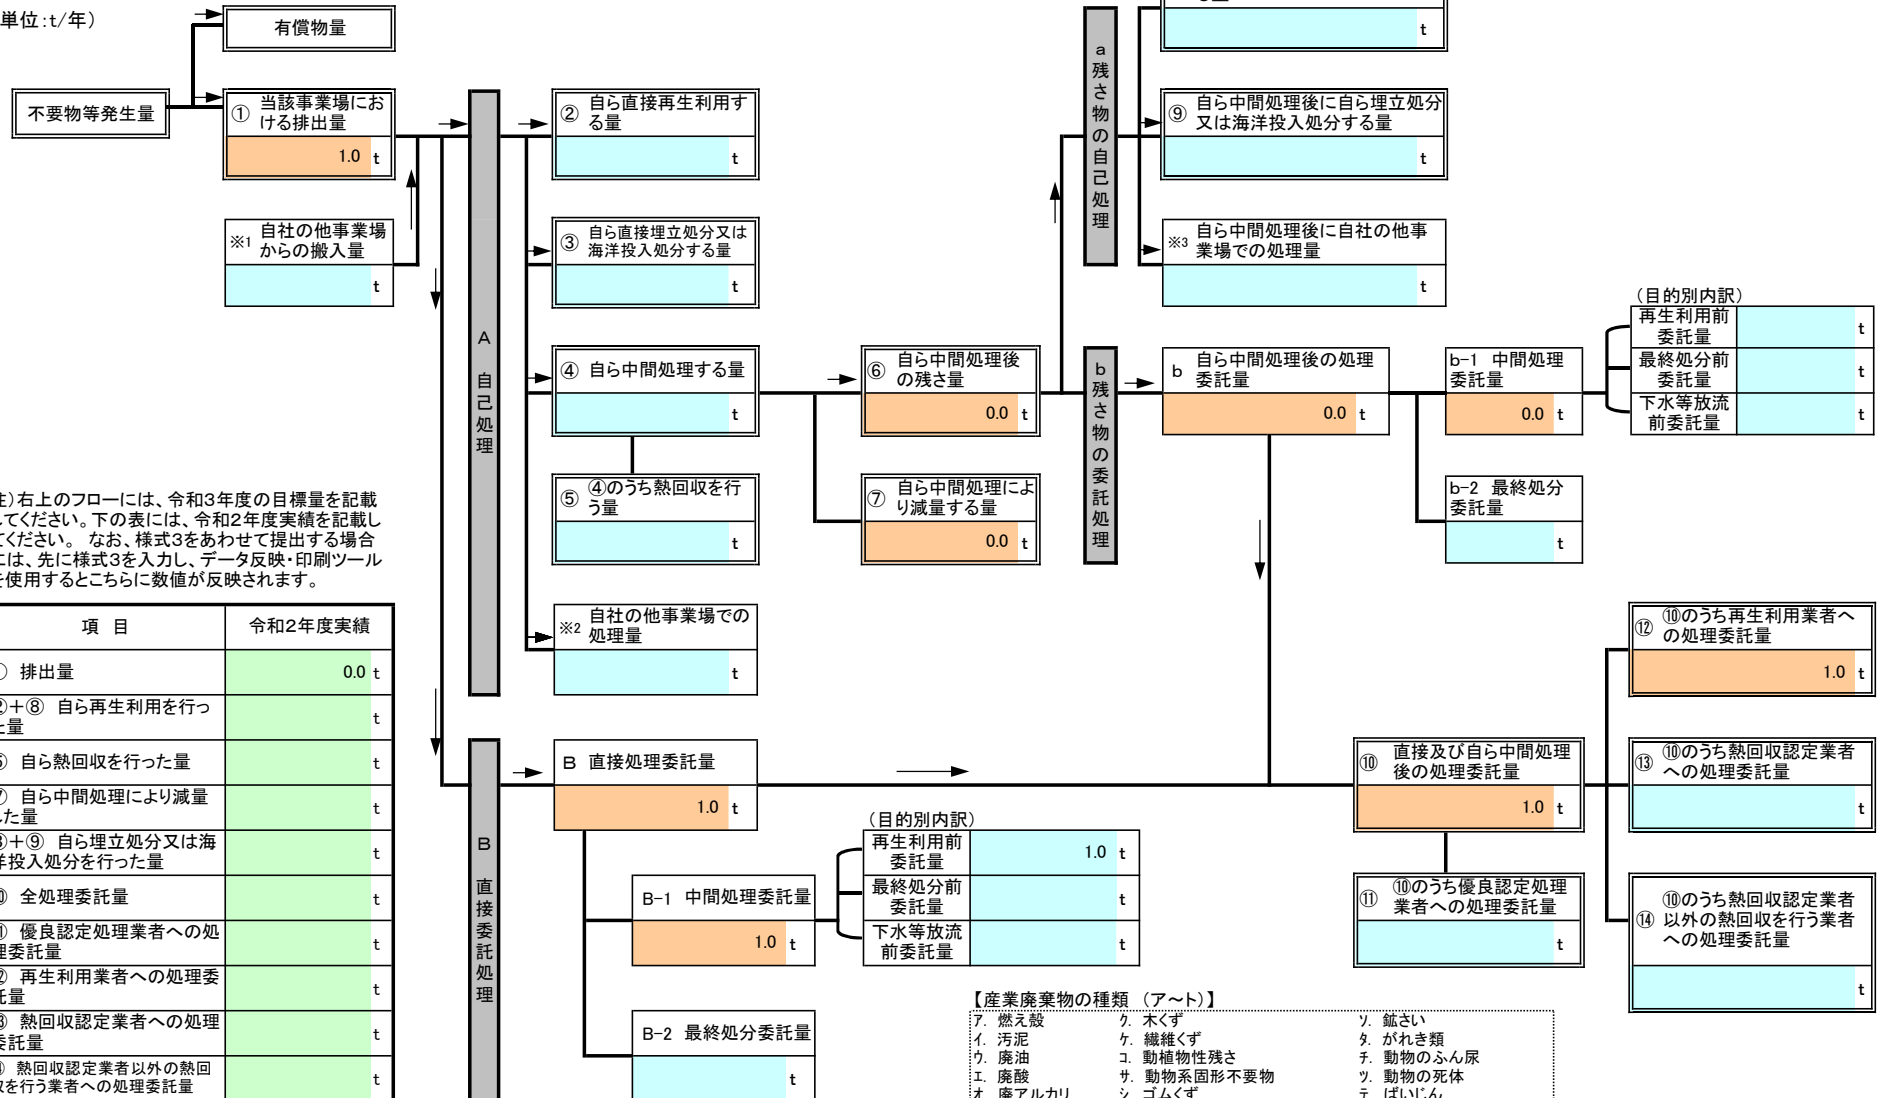 単位:t/年)
有償物量
不要物等発生量
① 当該事業場にお
ける排出量
1.0 t
※1 自社の他事業場
からの搬入量
t
A 自己処理
② 自ら直接再生利用す
る量
t
③ 自ら直接埋立処分又は
海洋投入処分する量
t
④ 自ら中間処理する量
t
⑤ ④のうち熱回収を行
う量
t
※2 自社の他事業場での
処理量
t
⑥ 自ら中間処理後
の残さ量
0.0 t
⑦ 自ら中間処理によ
り減量する量
0.0 t
a残さ物の自己処理
t
⑨ 自ら中間処理後に自ら埋立処分
又は海洋投入処分する量
t
※3 自ら中間処理後に自社の他事
業場での処理量
t
b残さ物の委託処理
b 自ら中間処理後の処理
委託量
0.0 t
b-1 中間処理
委託量
0.0 t
(目的別内訳)
再生利用前
委託量
t
最終処分前
委託量
t
下水等放流
前委託量
t
b-2 最終処分
委託量
t
注)右上のフローには、令和3年度の目標量を記載
してください。下の表には、令和2年度実績を記載し
てください。 なお、様式3をあわせて提出する場合
には、先に様式3を入力し、データ反映・印刷ツール
を使用するとこちらに数値が反映されます。
項 目 令和2年度実績
① 排出量 0.0 t
②+⑧ 自ら再生利用を行っ
た量 t
⑤ 自ら熱回収を行った量 t
⑦ 自ら中間処理により減量
した量 t
③+⑨ 自ら埋立処分又は海
洋投入処分を行った量 t
⑩ 全処理委託量 t
⑪ 優良認定処理業者への処
理委託量 t
⑫ 再生利用業者への処理委
託量 t
⑬ 熱回収認定業者への処理
委託量 t
⑭ 熱回収認定業者以外の熱回
収を行う業者への処理委託量 t
B 直接委託処理
B 直接処理委託量
1.0 t
B-1 中間処理委託量
1.0 t
(目的別内訳)
再生利用前
委託量
1.0 t
最終処分前
委託量
t
下水等放流
前委託量
t
B-2 最終処分委託量
t
⑩ 直接及び自ら中間処理
後の処理委託量
1.0 t
⑪ ⑩のうち優良認定処理
業者への処理委託量
t
⑫ ⑩のうち再生利用業者へ
の処理委託量
1.0 t
⑬ ⑩のうち熱回収認定業者
への処理委託量
t
⑭ ⑩のうち熱回収認定業者
以外の熱回収を行う業者
への処理委託量
t
【産業廃棄物の種類 (ア~ト)】
ア. 燃え殻 ク. 木くず ソ. 鉱さい
イ. 汚泥 ケ. 繊維くず タ. がれき類
ウ. 廃油 コ. 動植物性残さ チ. 動物のふん尿
エ. 廃酸 サ. 動物系固形不要物 ツ. 動物の死体
オ. 廃アルカリ シ. ゴムくず テ. ばいじん